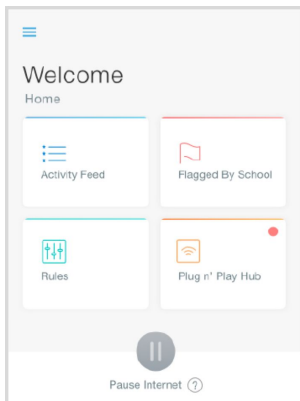 Welcome
Home
Activity Feed
Flagged By School
Rules
Plug n' Play Hub
Pause Internet ?